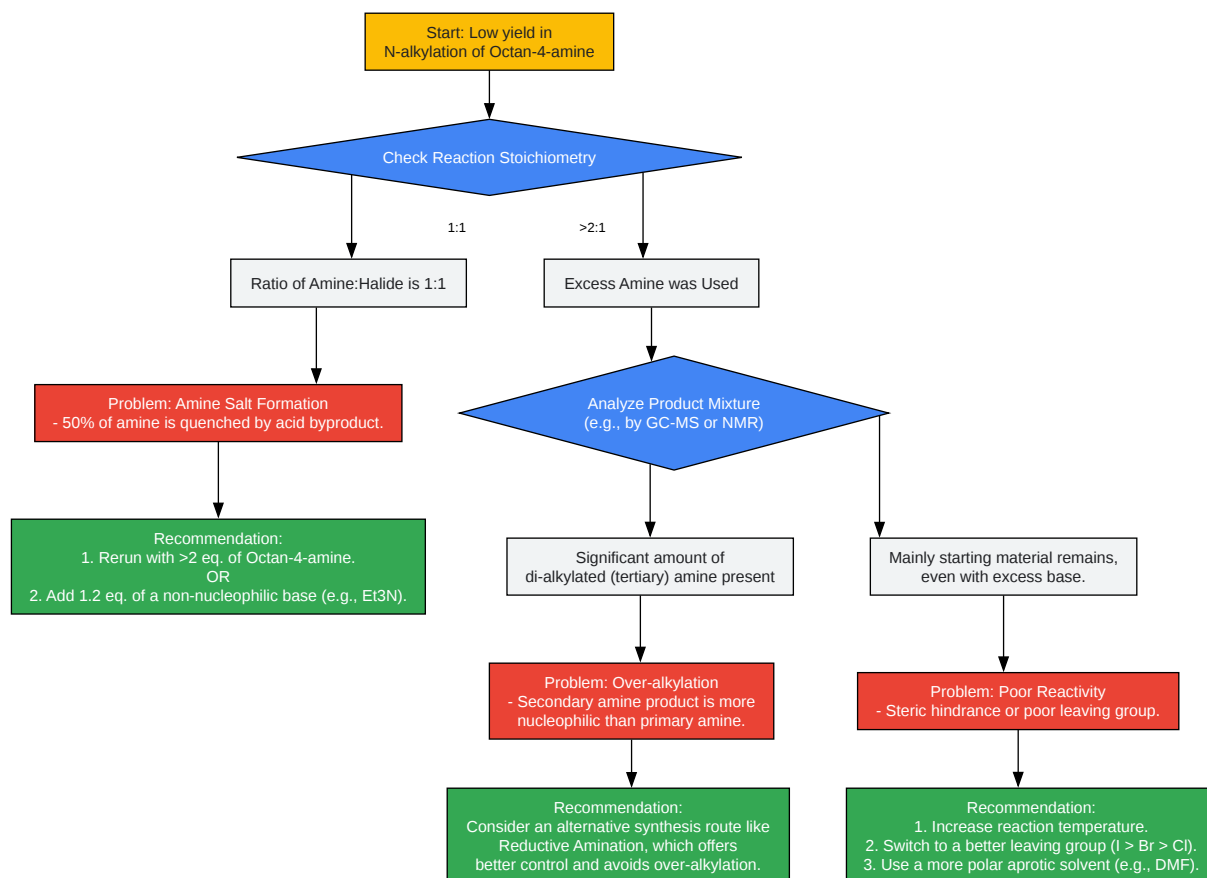 Start: Low yield in
N-alkylation of Octan-4-amine
Check Reaction Stoichiometry
1:1
>2:1
Ratio of Amine:Halide is 1:1
Excess Amine was Used
Problem: Amine Salt Formation
- 50% of amine is quenched by acid byproduct.
Analyze Product Mixture
(e.g., by GC-MS or NMR)
Recommendation:
1. Rerun with >2 eq. of Octan-4-amine.
OR
2. Add 1.2 eq. of a non-nucleophilic base (e.g., Et3N).
Significant amount of
di-alkylated (tertiary) amine present
Mainly starting material remains,
even with excess base.
Problem: Over-alkylation
- Secondary amine product is more
nucleophilic than primary amine.
Problem: Poor Reactivity
- Steric hindrance or poor leaving group.
Recommendation:
Consider an alternative synthesis route like
Reductive Amination, which offers
better control and avoids over-alkylation.
Recommendation:
1. Increase reaction temperature.
2. Switch to a better leaving group (I > Br > Cl).
3. Use a more polar aprotic solvent (e.g., DMF).